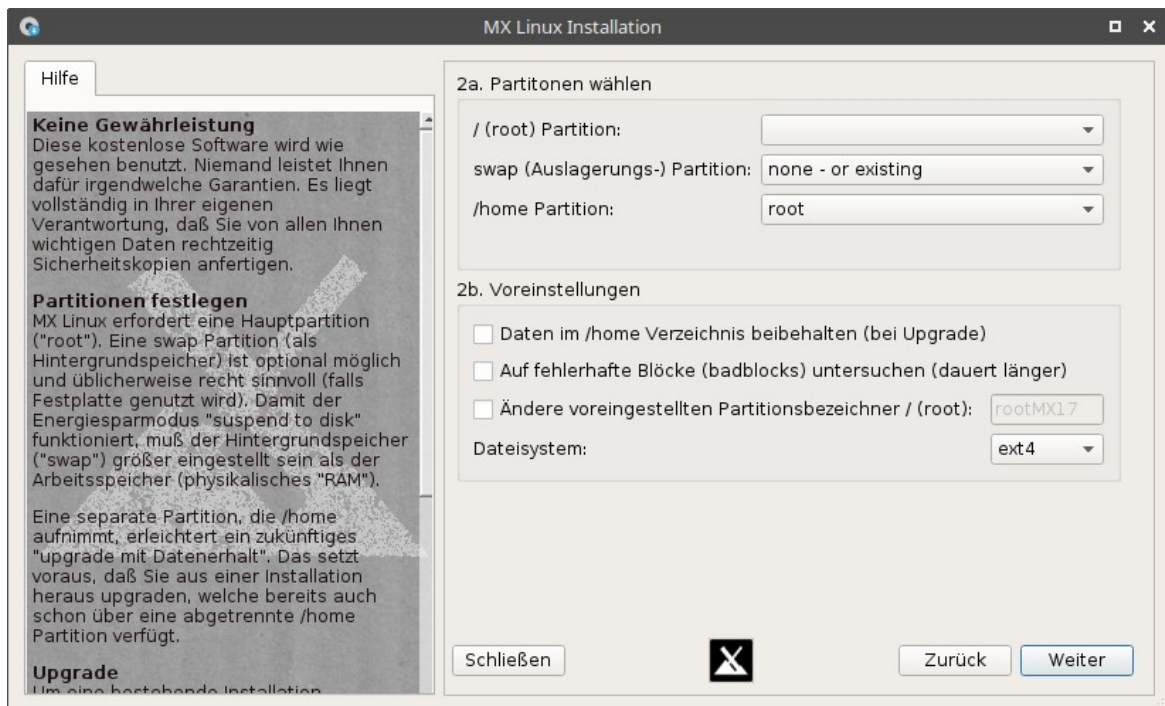 MX Linux Installation
Hilfe
Keine Gewährleistung
Diese kostenlose Software wird wie
gesehen benutzt. Niemand leistet Ihnen
dafür irgendwelche Garantien. Es liegt
vollständig in Ihrer eigenen
Verantwortung, daß Sie von allen Ihnen
wichtigen Daten rechtzeitig
Sicherheitskopien anfertigen.
Partitionen festlegen
MX Linux erfordert eine Hauptpartition
("root"). Eine swap Partition (als
Hintergrundspeicher) ist optional möglich
und üblicherweise recht sinnvoll (falls
Festplatte genutzt wird). Damit der
Energiesparmodus "suspend to disk"
funktioniert, muß der Hintergrundspeicher
("swap") größer eingestellt sein als der
Arbeitsspeicher (physikalisches "RAM").
Eine separate Partition, die /home
aufnimmt, erleichtert ein zukünftiges
"upgrade mit Datenerhalt". Das setzt
voraus, daß Sie aus einer Installation
heraus upgraden, welche bereits auch
schon über eine abgetrennte /home
Partition verfügt.
Upgrade
Um eine bestehende Installation
2a. Partitonen wählen
/ (root) Partition:
swap (Auslagerungs-) Partition: none - or existing
/home Partition: root
2b. Voreinstellungen
Daten im /home Verzeichnis beibehalten (bei Upgrade)
Auf fehlerhafte Blöcke (badblocks) untersuchen (dauert länger)
Ändere voreingestellten Partitionsbezeichner / (root): rootMX17
Dateisystem: ext4
Schließen
Zurück
Weiter